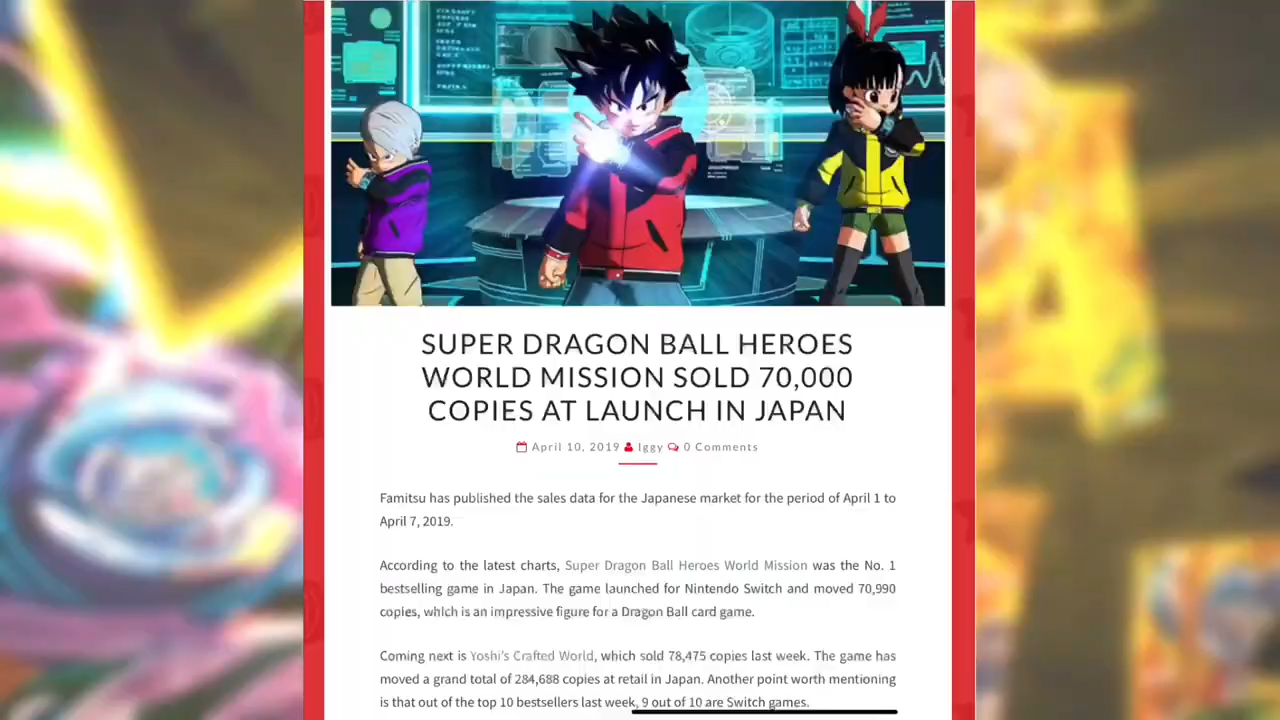 SUPER DRAGON BALL HEROES
WORLD MISSION SOLD 70,000
COPIES AT LAUNCH IN JAPAN
April 10, 2019 Iggy 0 Comments
Famitsu has published the sales data for the Japanese market for the period of April 1 to
April 7, 2019.
According to the latest charts, Super Dragon Ball Heroes World Mission was the No. 1
bestselling game in Japan. The game launched for Nintendo Switch and moved 70,990
copies, which is an impressive figure for a Dragon Ball card game.
Coming next is Yoshi's Crafted World, which sold 78,475 copies last week. The game has
moved a grand total of 284,688 copies at retail in Japan. Another point worth mentioning
is that out of the top 10 bestsellers last week, 9 out of 10 are Switch games.